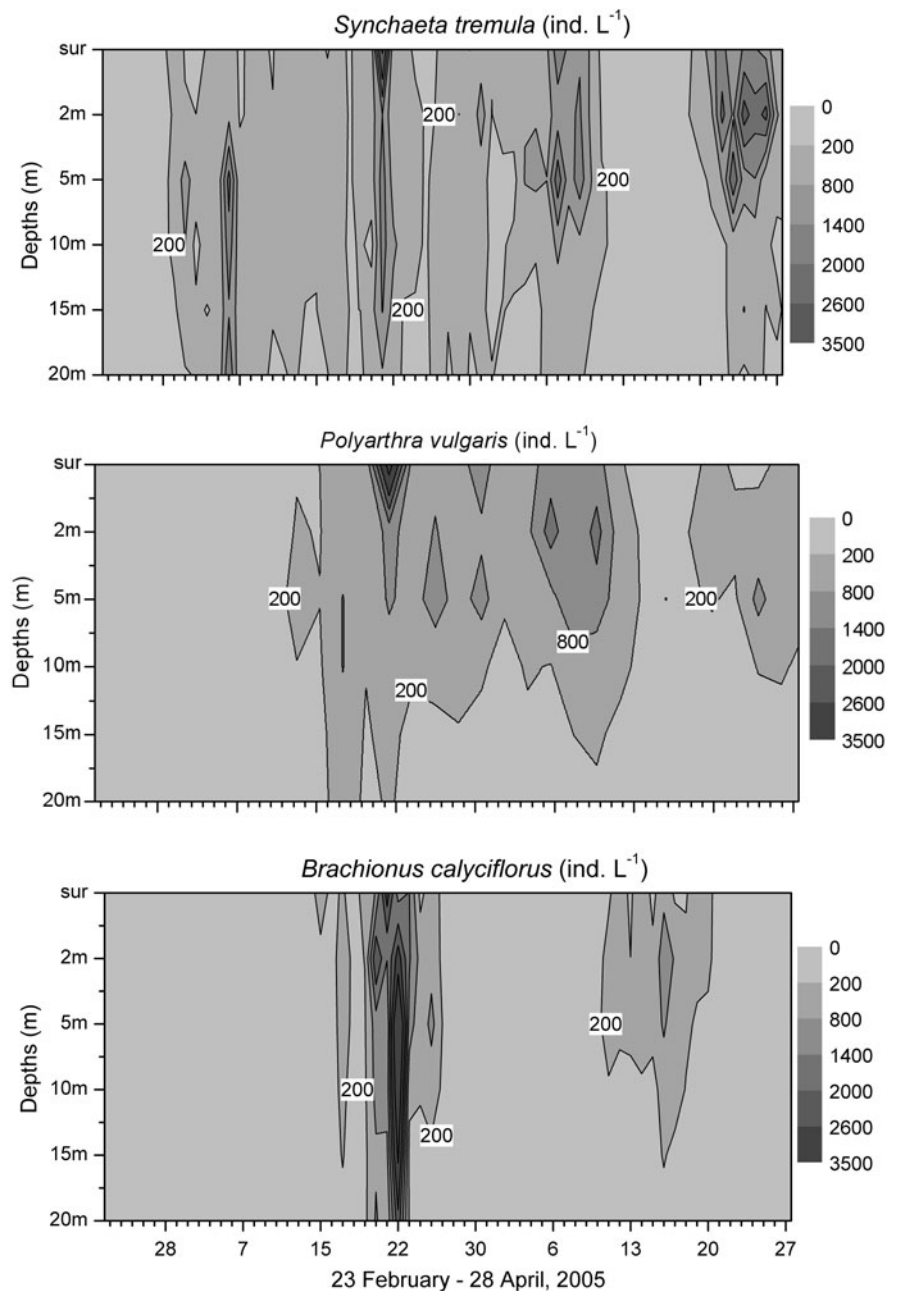 Synchaeta tremula (ind. L⁻¹)
sur
2m
5m
10m
15m
20m
Depths (m)
200
200
200
200
0
200
800
1400
2000
2600
3500
Polyarthra vulgaris (ind. L⁻¹)
sur
2m
5m
10m
15m
20m
Depths (m)
200
200
200
800
0
200
800
1400
2000
2600
3500
Brachionus calyciflorus (ind. L⁻¹)
sur
2m
5m
10m
15m
20m
Depths (m)
200
200
200
0
200
800
1400
2000
2600
3500
28 7 15 22 30 6 13 20 27
23 February - 28 April, 2005